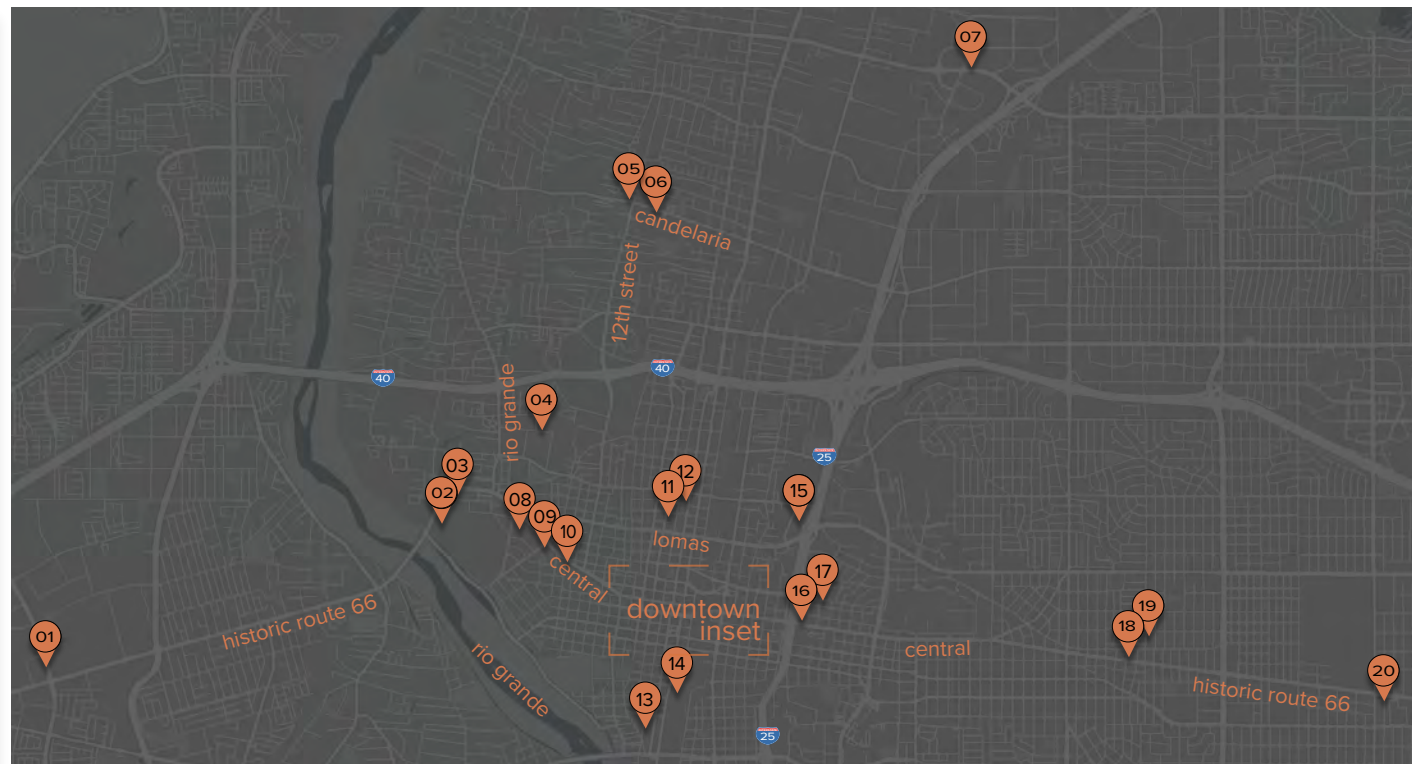 07
05
06
candelaria
12th street
40
40
rio grande
04
25
03
12
02
11
15
08
09
10
lomas
central
17
16
downtown
inset
19
18
01
historic route 66
central
rio grande
14
20
historic route 66
13
25